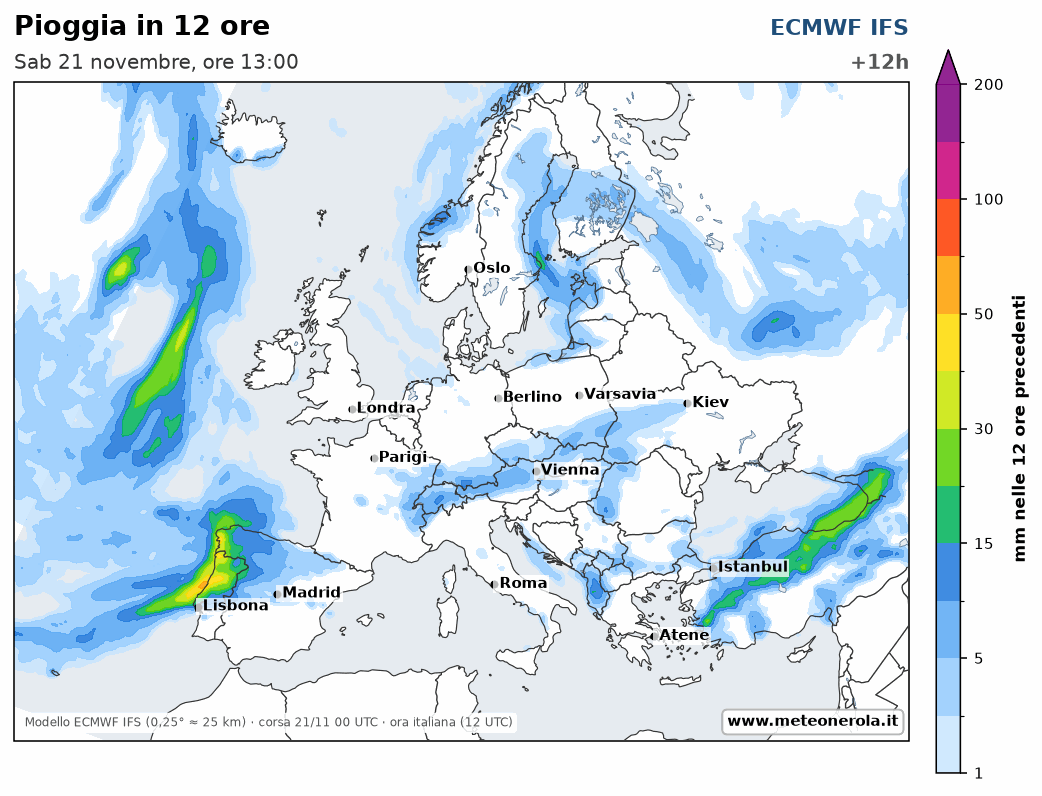 Pioggia in 12 ore
ECMWF IFS
Sab 21 novembre, ore 13:00
+12h
200
100
50
30
15
5
1
mm nelle 12 ore precedenti
Oslo
Berlino
Varsavia
Kiev
Londra
Parigi
Vienna
Istanbul
Roma
Madrid
Lisbona
Atene
Modello ECMWF IFS (0,25° ≈ 25 km) · corsa 21/11 00 UTC · ora italiana (12 UTC)
www.meteonerola.it